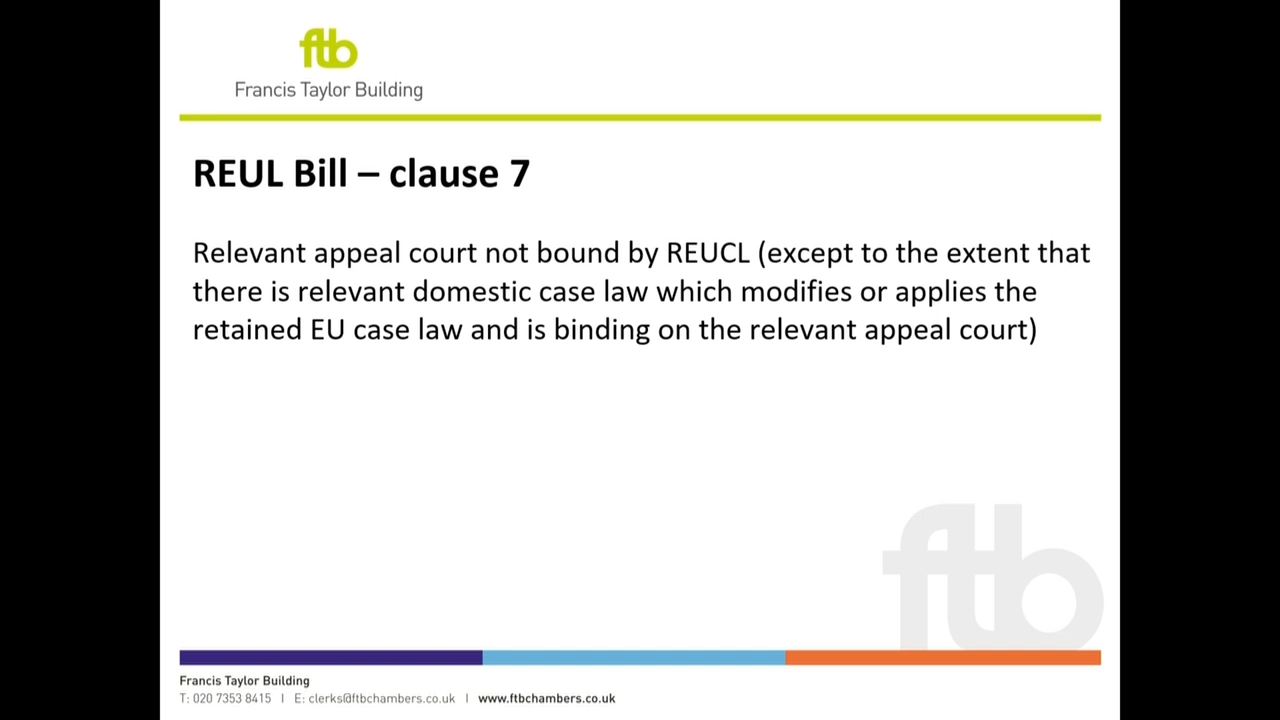 ftb
Francis Taylor Building
REUL Bill – clause 7
Relevant appeal court not bound by REUCL (except to the extent that
there is relevant domestic case law which modifies or applies the
retained EU case law and is binding on the relevant appeal court)
ftb
Francis Taylor Building
T: 020 7353 8415 I E: clerks@ftbchambers.co.uk I www.ftbchambers.co.uk